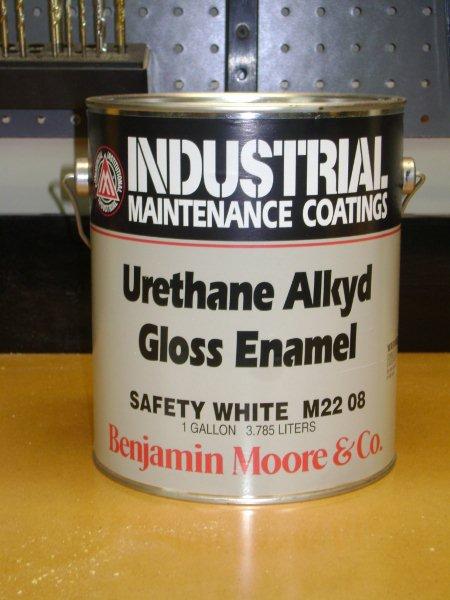 INDUSTRIAL
MAINTENANCE COATINGS
Urethane Alkyd
Gloss Enamel
SAFETY WHITE M22 08
1 GALLON 3.785 LITERS
Benjamin Moore & Co.